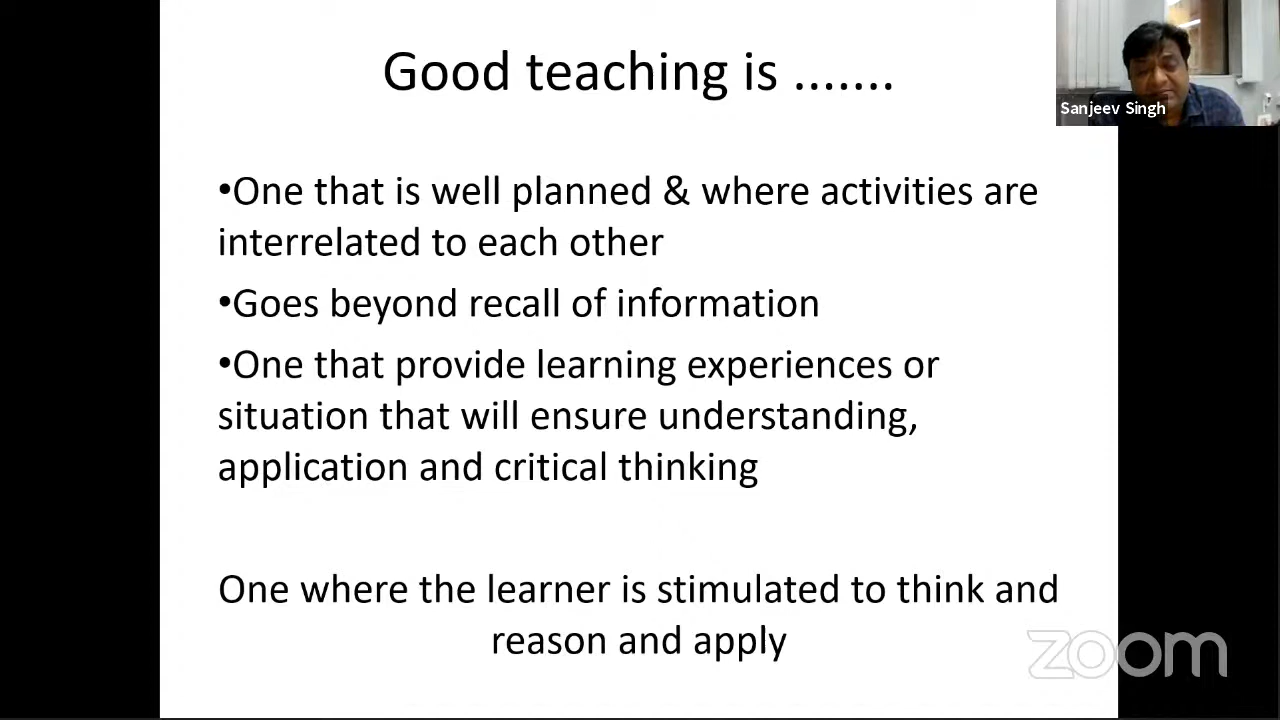 Good teaching is .......
Sanjeev Singh
•One that is well planned & where activities are
interrelated to each other
•Goes beyond recall of information
•One that provide learning experiences or
situation that will ensure understanding,
application and critical thinking
One where the learner is stimulated to think and
reason and apply
zoom